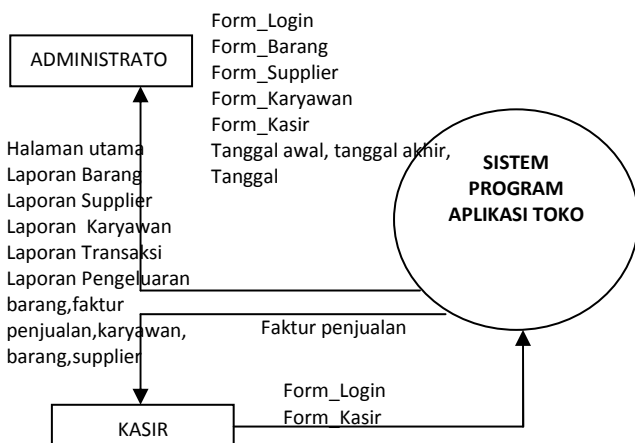 Form_Login
Form_Barang
Form_Supplier
Form_Karyawan
Form_Kasir
Tanggal awal, tanggal akhir,
Tanggal
ADMINISTRATO
Halaman utama
Laporan Barang
Laporan Supplier
Laporan Karyawan
Laporan Transaksi
Laporan Pengeluaran
barang,faktur
penjualan,karyawan,
barang,supplier
SISTEM
PROGRAM
APLIKASI TOKO
Faktur penjualan
Form_Login
Form_Kasir
KASIR